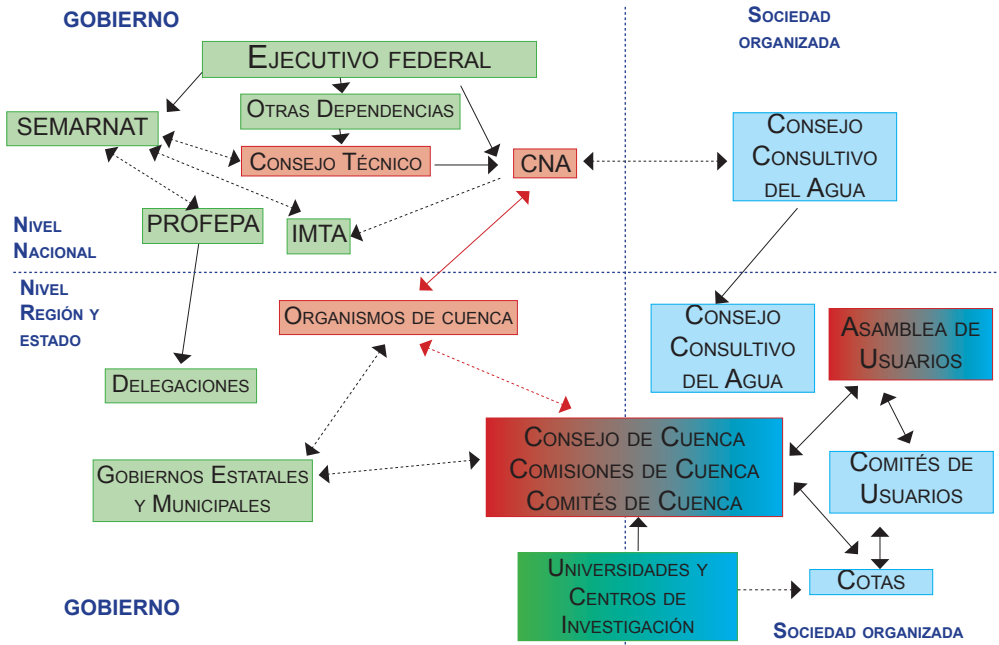 GOBIERNO
SOCIEDAD
ORGANIZADA
EJECUTIVO FEDERAL
OTRAS DEPENDENCIAS
SEMARNAT
CONSEJO TÉCNICO
CNA
CONSEJO
CONSULTIVO
DEL AGUA
PROFEPA
IMTA
NIVEL
NACIONAL
NIVEL
REGIÓN Y
ESTADO
ORGANISMOS DE CUENCA
CONSEJO
CONSULTIVO
DEL AGUA
ASAMBLEA DE
USUARIOS
DELEGACIONES
CONSEJO DE CUENCA
COMISIONES DE CUENCA
COMITÉS DE CUENCA
GOBIERNOS ESTATALES
Y MUNICIPALES
COMITÉS DE
USUARIOS
UNIVERSIDADES Y
CENTROS DE
INVESTIGACIÓN
COTAS
GOBIERNO
SOCIEDAD ORGANIZADA